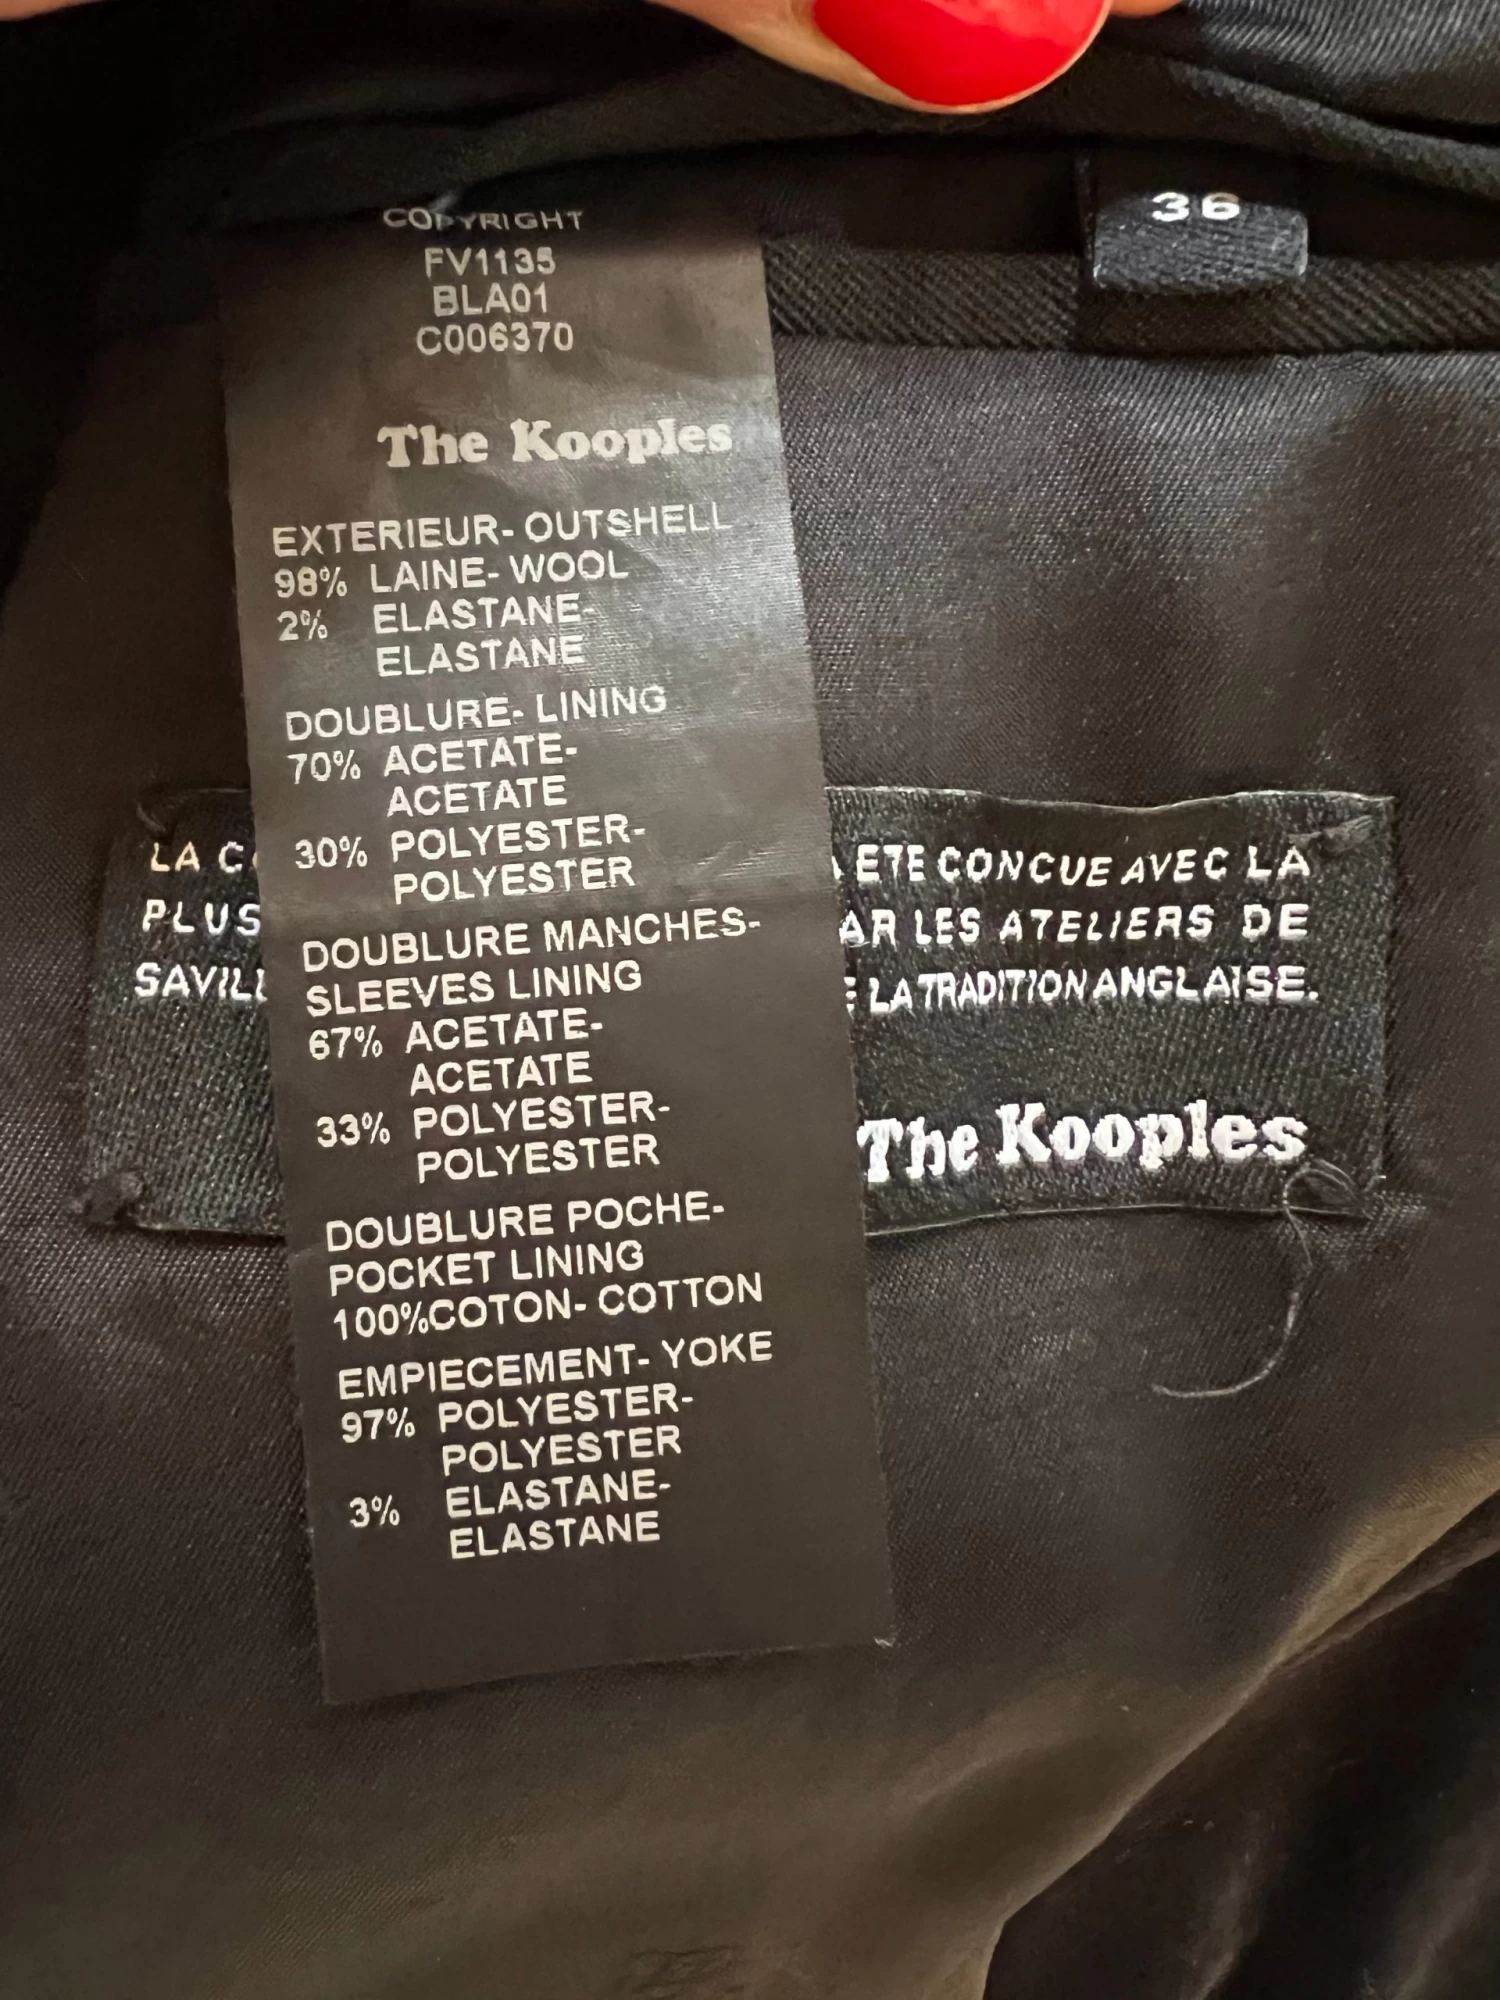 COPYRIGHT
FV1135
BLA01
C006370
The Kooples
EXTERIEUR- OUTSHELL
98% LAINE- WOOL
2% ELASTANE-
ELASTANE
DOUBLURE- LINING
70% ACETATE-
ACETATE
30% POLYESTER-
POLYESTER
DOUBLURE MANCHES-
SLEEVES LINING
67% ACETATE-
ACETATE
33% POLYESTER-
POLYESTER
DOUBLURE POCHE-
POCKET LINING
100%COTON- COTTON
EMPIECEMENT- YOKE
97% POLYESTER-
POLYESTER
3% ELASTANE-
ELASTANE
36
LA ETE CONCUE AVEC LA
PLUS LES ATELIERS DE
LA TRADITION ANGLAISE.
The Kooples